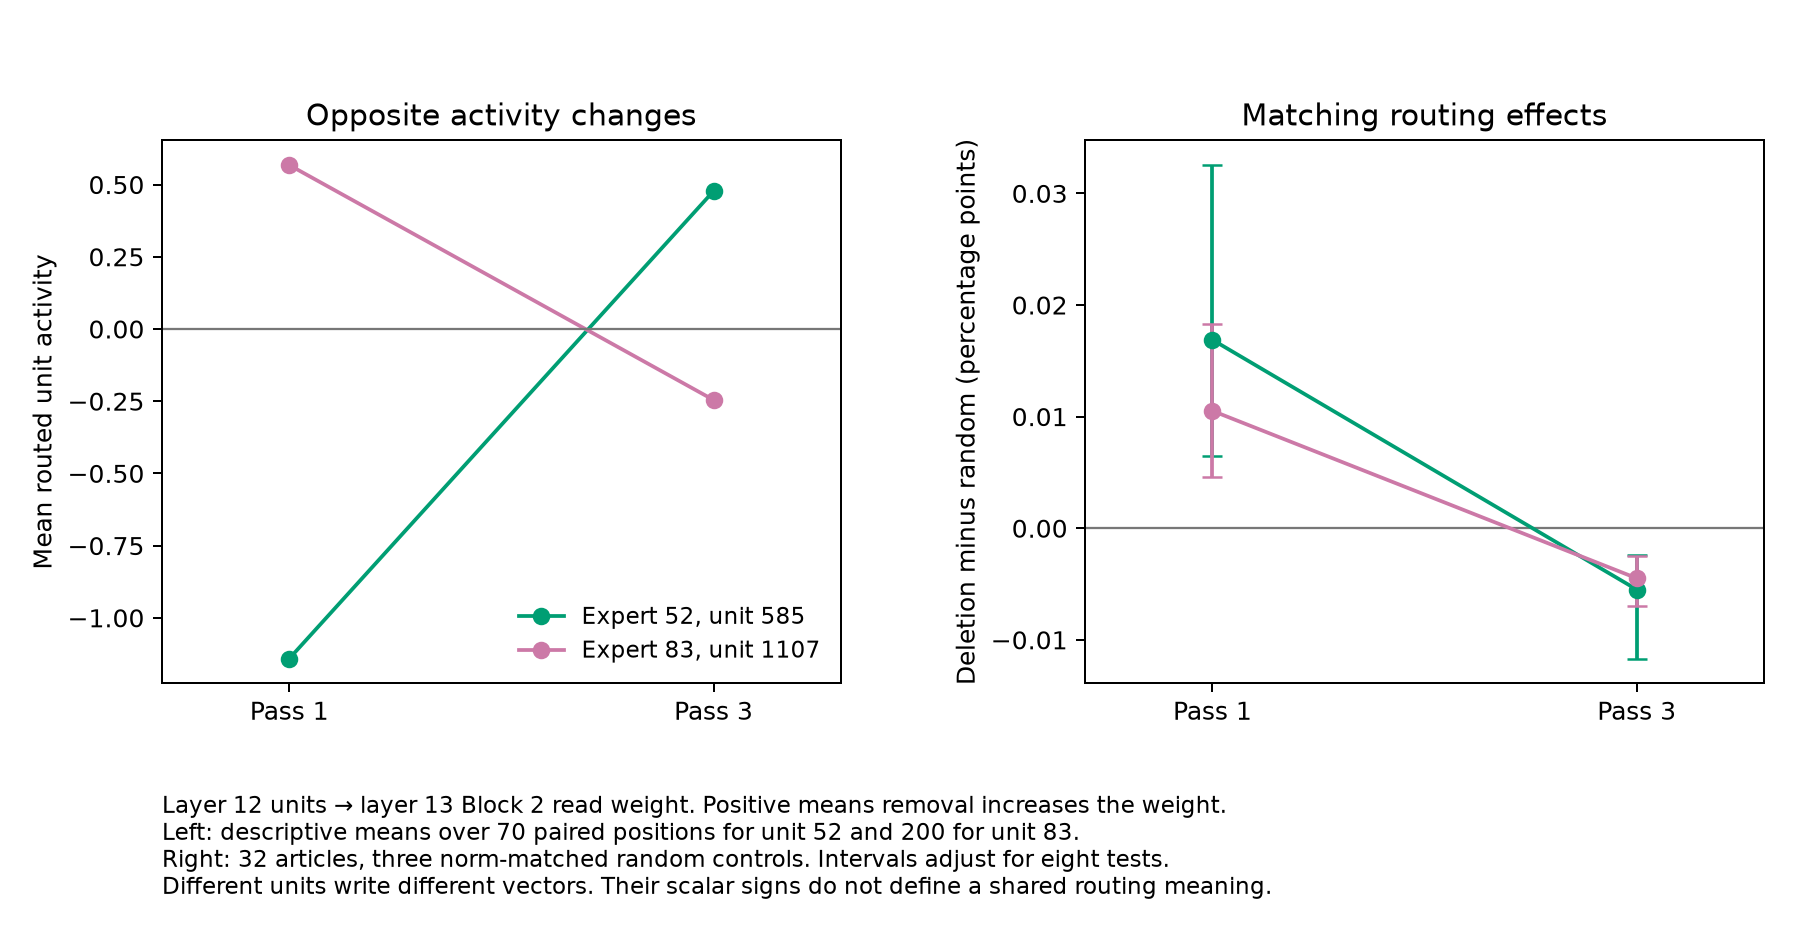 Opposite activity changes
Mean routed unit activity
0.50
0.25
0.00
−0.25
−0.50
−0.75
−1.00
Pass 1
Pass 3
Expert 52, unit 585
Expert 83, unit 1107
Matching routing effects
Deletion minus random (percentage points)
0.03
0.02
0.01
0.00
−0.01
Pass 1
Pass 3
Layer 12 units → layer 13 Block 2 read weight. Positive means removal increases the weight.
Left: descriptive means over 70 paired positions for unit 52 and 200 for unit 83.
Right: 32 articles, three norm-matched random controls. Intervals adjust for eight tests.
Different units write different vectors. Their scalar signs do not define a shared routing meaning.